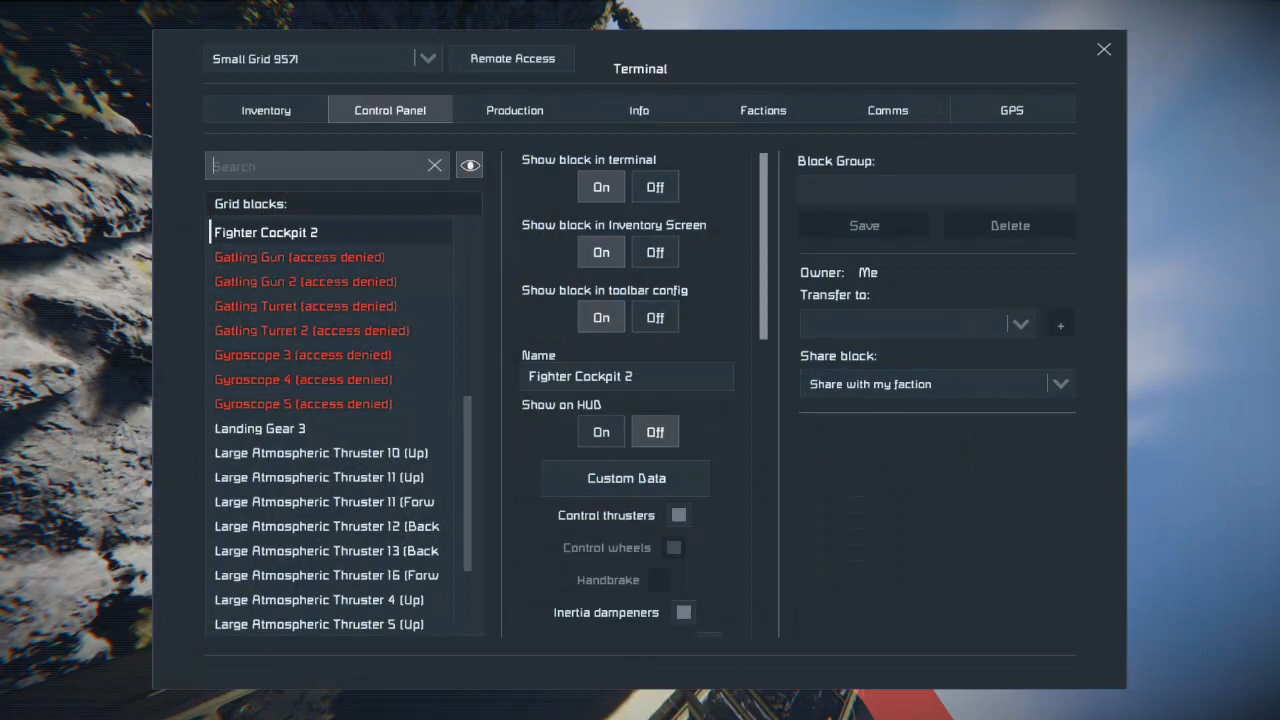 Small Grid 9571
Remote Access
Terminal
Inventory
Control Panel
Production
Info
Factions
Comms
GPS
Search
Grid blocks:
Fighter Cockpit 2
Gatling Gun (access denied)
Gatling Gun 2 (access denied)
Gatling Turret (access denied)
Gatling Turret 2 (access denied)
Gyroscope 3 (access denied)
Gyroscope 4 (access denied)
Gyroscope 5 (access denied)
Landing Gear 3
Large Atmospheric Thruster 10 (Up)
Large Atmospheric Thruster 11 (Up)
Large Atmospheric Thruster 11 (Forw
Large Atmospheric Thruster 12 (Back
Large Atmospheric Thruster 13 (Back
Large Atmospheric Thruster 16 (Forw
Large Atmospheric Thruster 4 (Up)
Large Atmospheric Thruster 5 (Up)
Show block in terminal
On Off
Show block in Inventory Screen
On Off
Show block in toolbar config
On Off
Name
Fighter Cockpit 2
Show on HUD
On Off
Custom Data
Control thrusters
Control wheels
Handbrake
Inertia dampeners
Block Group:
Save Delete
Owner: Me
Transfer to:
+
Share block:
Share with my faction